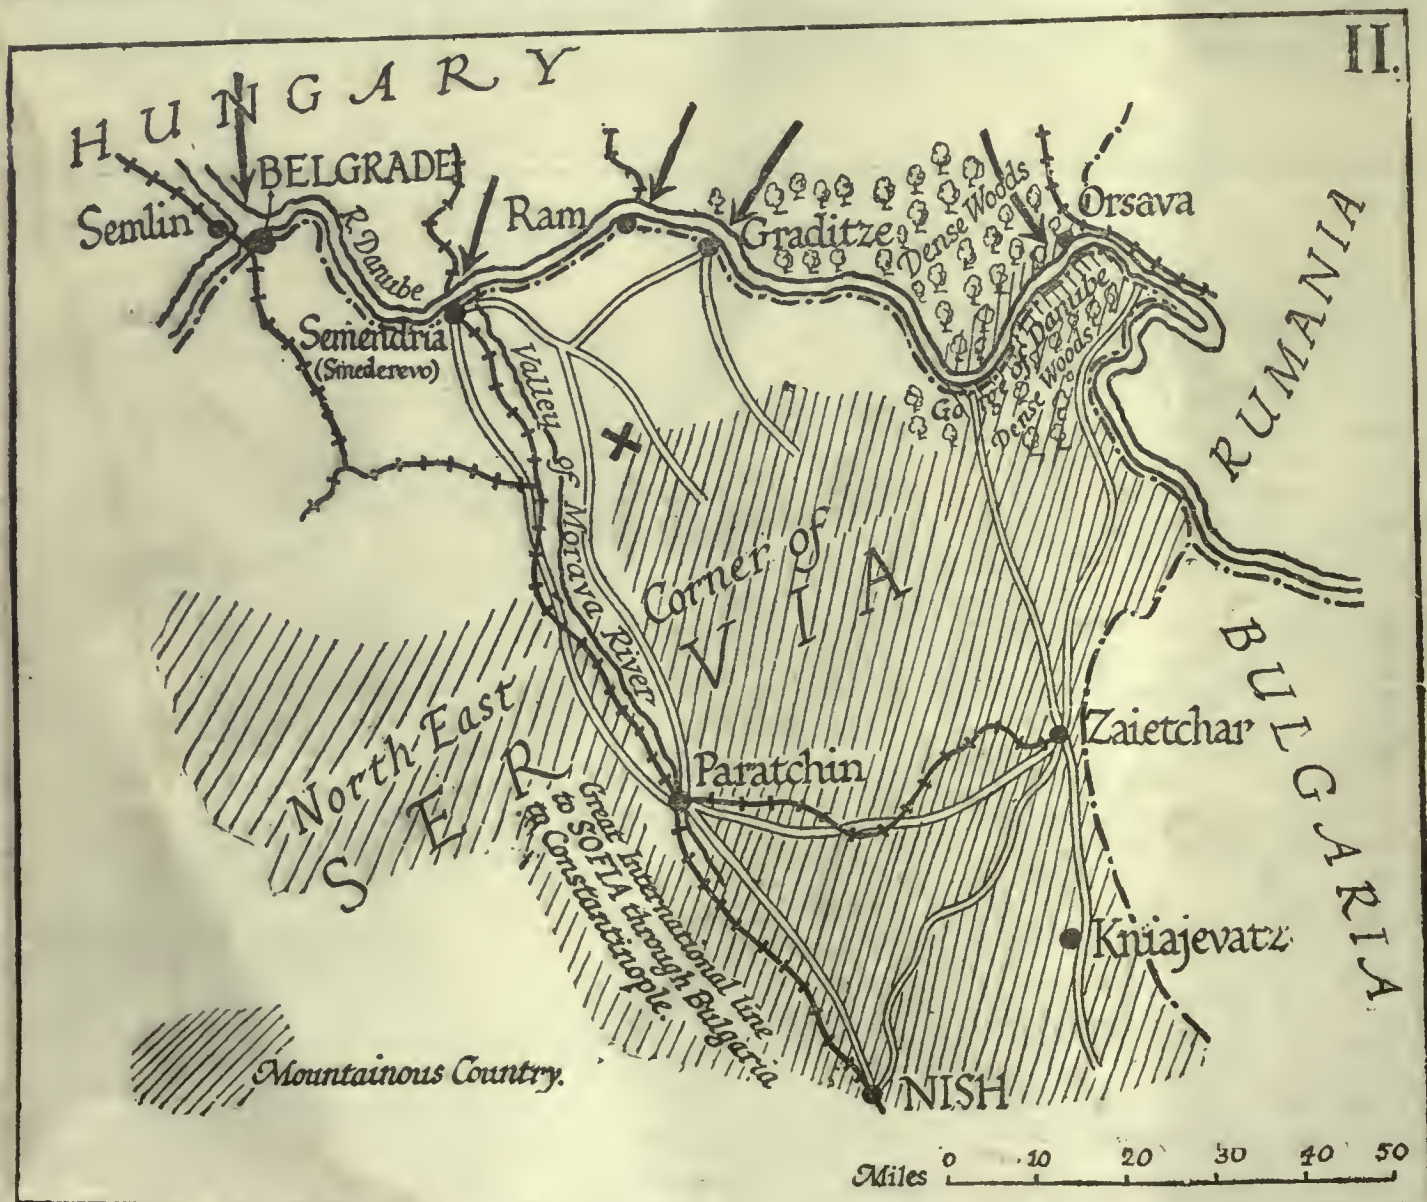 II.
HUNGARY
BELGRADE
Semlin
R. Danube
Ram
Graditze
Dense Woods
Orsava
RUMANIA
Semendria
(Smederevo)
Gorge of Danube
Dense Woods
Valley of Morava River
Corner of
North East
SERVIA
BULGARIA
Zaietchar
Paratchin
Great International line
to SOFIA through Bulgaria
to Constantinople.
Kniajevatz
Mountainous Country.
NISH
Miles 0 10 20 30 40 50